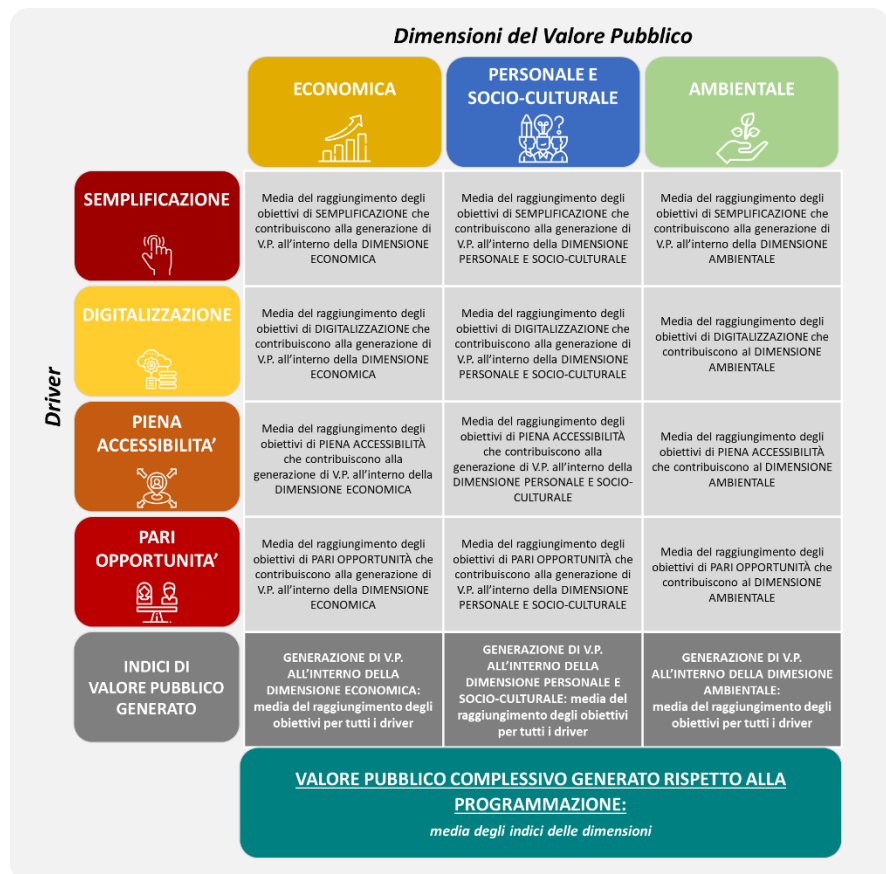 Dimensioni del Valore Pubblico
ECONOMICA
PERSONALE E
SOCIO-CULTURALE
AMBIENTALE
Driver
SEMPLIFICAZIONE
Media del raggiungimento degli
obiettivi di SEMPLIFICAZIONE che
contribuiscono alla generazione di
V.P. all'interno della DIMENSIONE
ECONOMICA
Media del raggiungimento degli
obiettivi di SEMPLIFICAZIONE che
contribuiscono alla generazione di
V.P. all'interno della DIMENSIONE
PERSONALE E SOCIO-CULTURALE
Media del raggiungimento degli
obiettivi di SEMPLIFICAZIONE che
contribuiscono alla generazione di
V.P. all'interno della DIMENSIONE
AMBIENTALE
DIGITALIZZAZIONE
Media del raggiungimento degli
obiettivi di DIGITALIZZAZIONE che
contribuiscono alla generazione di
V.P. all'interno della DIMENSIONE
ECONOMICA
Media del raggiungimento degli
obiettivi di DIGITALIZZAZIONE che
contribuiscono alla generazione di
V.P. all'interno della DIMENSIONE
PERSONALE E SOCIO-CULTURALE
Media del raggiungimento degli
obiettivi di DIGITALIZZAZIONE che
contribuiscono al DIMENSIONE
AMBIENTALE
PIENA
ACCESSIBILITA'
Media del raggiungimento degli
obiettivi di PIENA ACCESSIBILITÀ
che contribuiscono alla
generazione di V.P. all'interno della
DIMENSIONE ECONOMICA
Media del raggiungimento degli
obiettivi di PIENA ACCESSIBILITÀ
che contribuiscono alla
generazione di V.P. all'interno della
DIMENSIONE PERSONALE E SOCIO-
CULTURALE
Media del raggiungimento degli
obiettivi di PIENA ACCESSIBILITÀ
che contribuiscono al DIMENSIONE
AMBIENTALE
PARI
OPPORTUNITA'
Media del raggiungimento degli
obiettivi di PARI OPPORTUNITÀ che
contribuiscono alla generazione di
V.P. all'interno della DIMENSIONE
ECONOMICA
Media del raggiungimento degli
obiettivi di PARI OPPORTUNITÀ che
contribuiscono alla generazione di
V.P. all'interno della DIMENSIONE
PERSONALE E SOCIO-CULTURALE
Media del raggiungimento degli
obiettivi di PARI OPPORTUNITÀ che
contribuiscono al DIMENSIONE
AMBIENTALE
INDICI DI
VALORE PUBBLICO
GENERATO
GENERAZIONE DI V.P.
ALL'INTERNO DELLA
DIMENSIONE ECONOMICA:
media del raggiungimento degli
obiettivi per tutti i driver
GENERAZIONE DI V.P.
ALL'INTERNO DELLA
DIMENSIONE PERSONALE E
SOCIO-CULTURALE: media del
raggiungimento degli obiettivi
per tutti i driver
GENERAZIONE DI V.P.
ALL'INTERNO DELLA DIMESIONE
AMBIENTALE:
media del raggiungimento degli
obiettivi per tutti i driver
VALORE PUBBLICO COMPLESSIVO GENERATO RISPETTO ALLA
PROGRAMMAZIONE:
media degli indici delle dimensioni